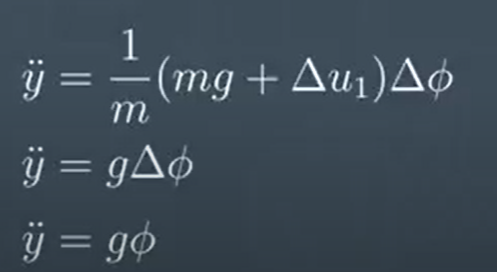 ÿ = 1/m (mg + Δu₁)Δϕ
ÿ = gΔϕ
ÿ = gϕ